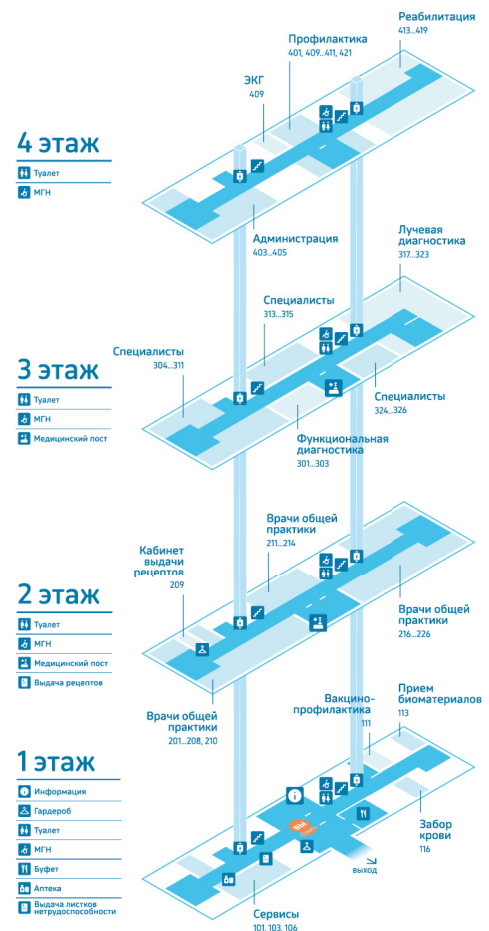 Реабилитация
413...419
Профилактика
401, 409...411, 421
ЭКГ
409
4 этаж
Туалет
МГН
Администрация
403...405
Лучевая
диагностика
317...323
Специалисты
313...315
Специалисты
304...311
3 этаж
Туалет
МГН
Медицинский пост
Специалисты
324...326
Функциональная
диагностика
301...303
Врачи общей
практики
211...214
Кабинет
выдачи
рецептов
209
2 этаж
Туалет
МГН
Медицинский пост
Выдача рецептов
Врачи общей
практики
216...226
Врачи общей
практики
201...208, 210
Прием
биоматериалов
113
Вакцино-
профилактика
111
1 этаж
Информация
Гардероб
Туалет
МГН
Буфет
Аптека
Выдача листков
нетрудоспособности
Забор
крови
116
выход
Сервисы
101, 103, 106